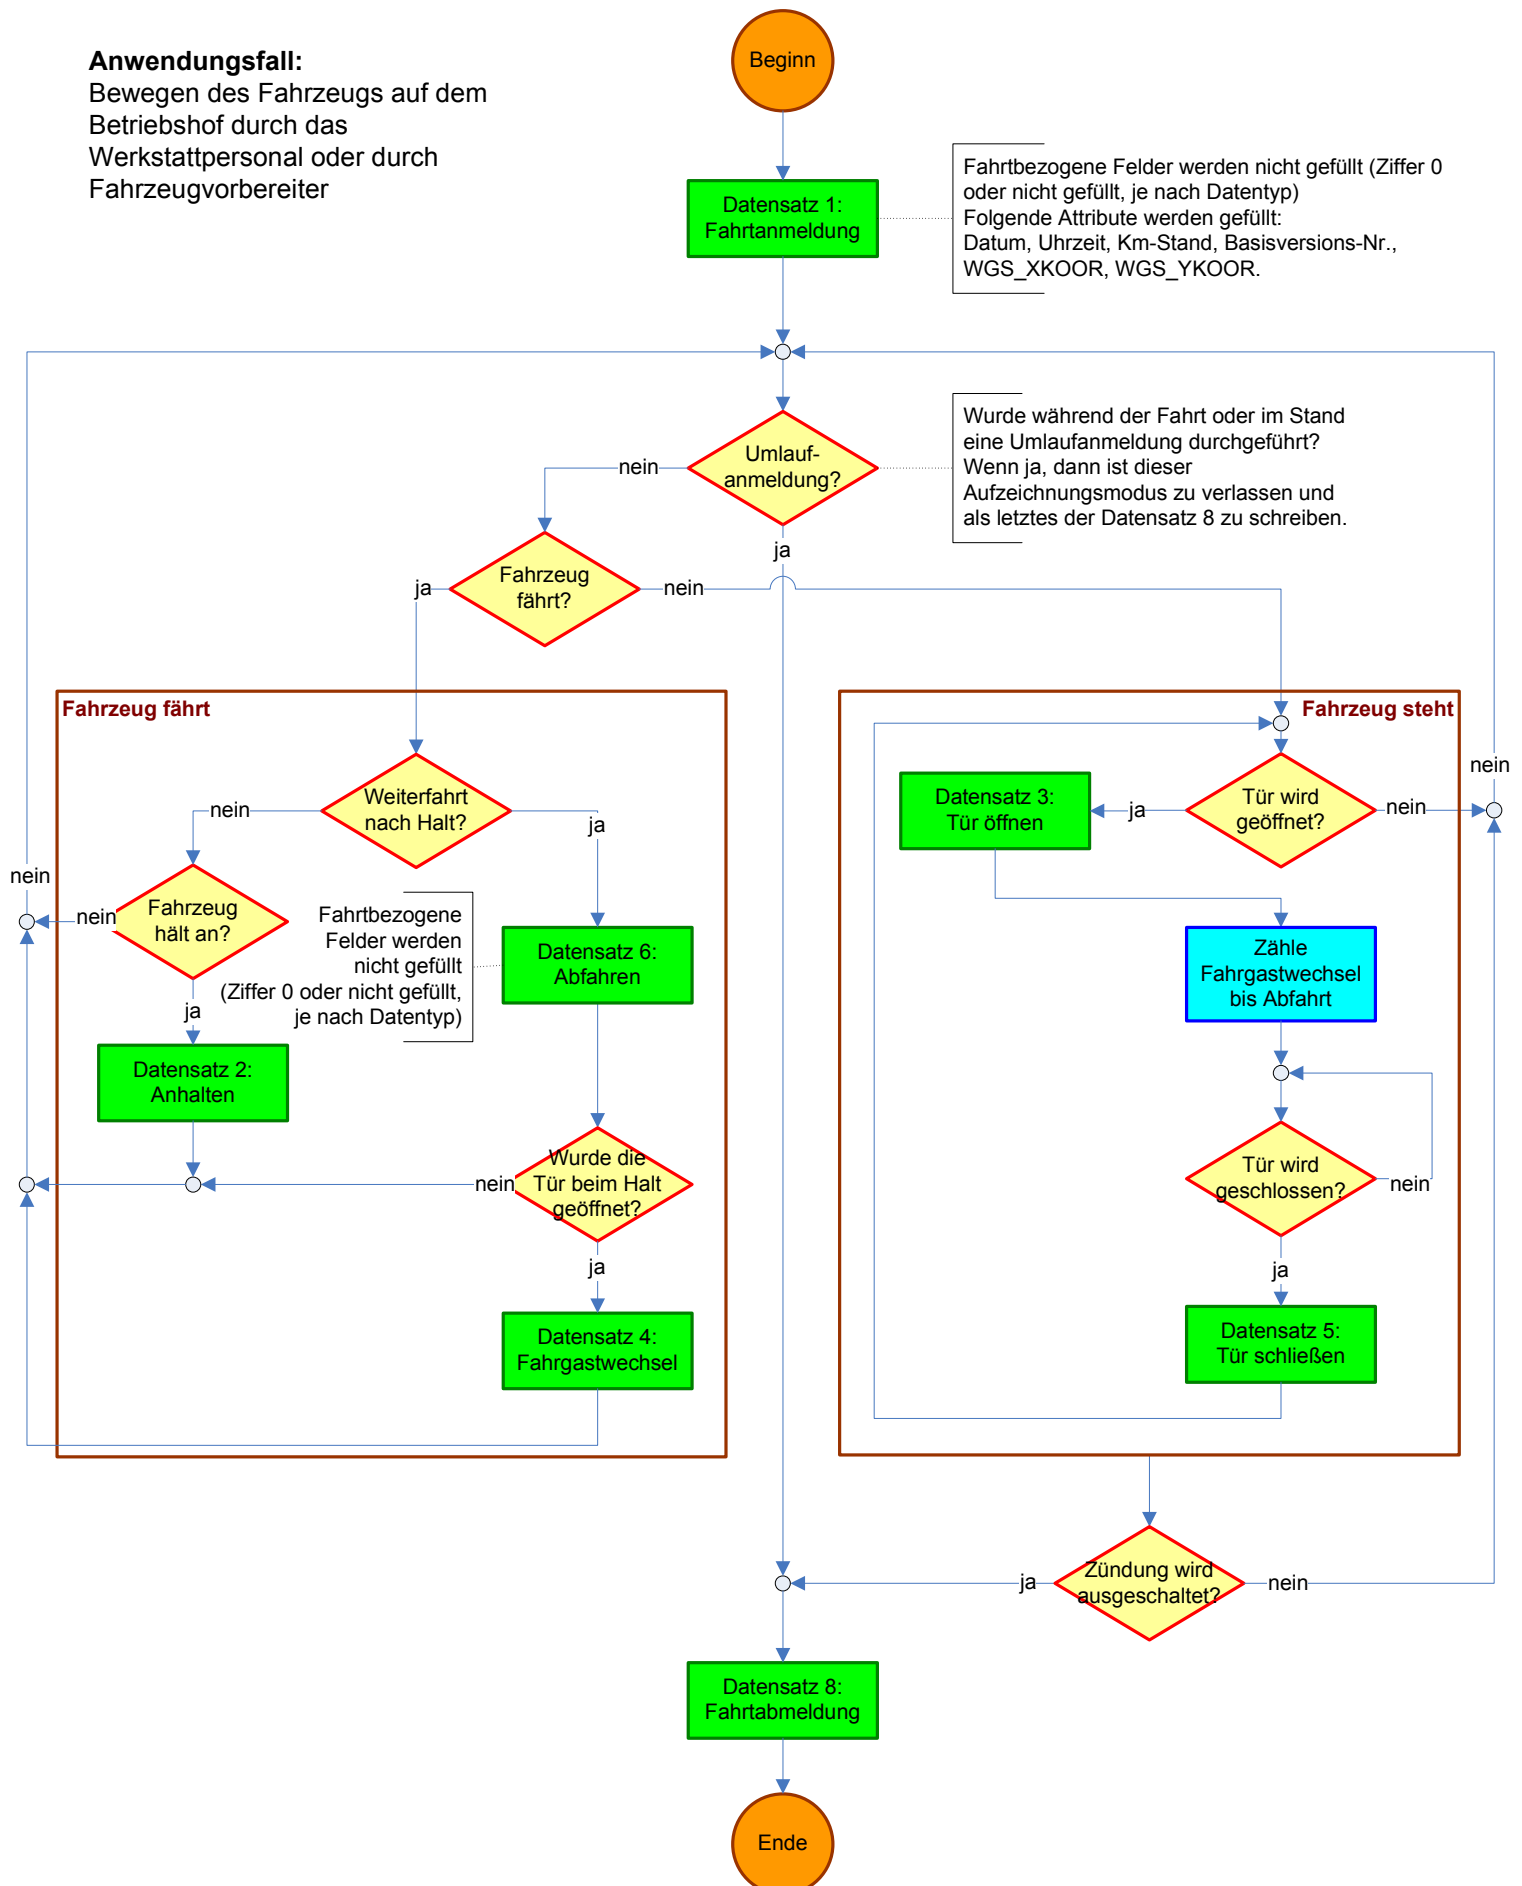 Beginn
Anwendungsfall:
Bewegen des Fahrzeugs auf dem
Betriebshof durch das
Werkstattpersonal oder durch
Fahrzeugvorbereiter
Datensatz 1:
Fahrtanmeldung
Fahrtbezogene Felder werden nicht gefüllt (Ziffer 0
oder nicht gefüllt, je nach Datentyp)
Folgende Attribute werden gefüllt:
Datum, Uhrzeit, Km-Stand, Basisversions-Nr.,
WGS_XKOOR, WGS_YKOOR.
Umlauf-
anmeldung?
nein
ja
Wurde während der Fahrt oder im Stand
eine Umlaufanmeldung durchgeführt?
Wenn ja, dann ist dieser
Aufzeichnungsmodus zu verlassen und
als letztes der Datensatz 8 zu schreiben.
Fahrzeug
fährt?
ja
nein
Fahrzeug fährt
Weiterfahrt
nach Halt?
nein
ja
nein
Fahrzeug
hält an?
nein
ja
Fahrtbezogene
Felder werden
nicht gefüllt
(Ziffer 0 oder nicht gefüllt,
je nach Datentyp)
Datensatz 6:
Abfahren
Datensatz 2:
Anhalten
Wurde die
Tür beim Halt
geöffnet?
nein
ja
Datensatz 4:
Fahrgastwechsel
Fahrzeug steht
Tür wird
geöffnet?
ja
nein
nein
Datensatz 3:
Tür öffnen
Zähle
Fahrgastwechsel
bis Abfahrt
Tür wird
geschlossen?
nein
ja
Datensatz 5:
Tür schließen
Zündung wird
ausgeschaltet?
ja
nein
Datensatz 8:
Fahrtabmeldung
Ende